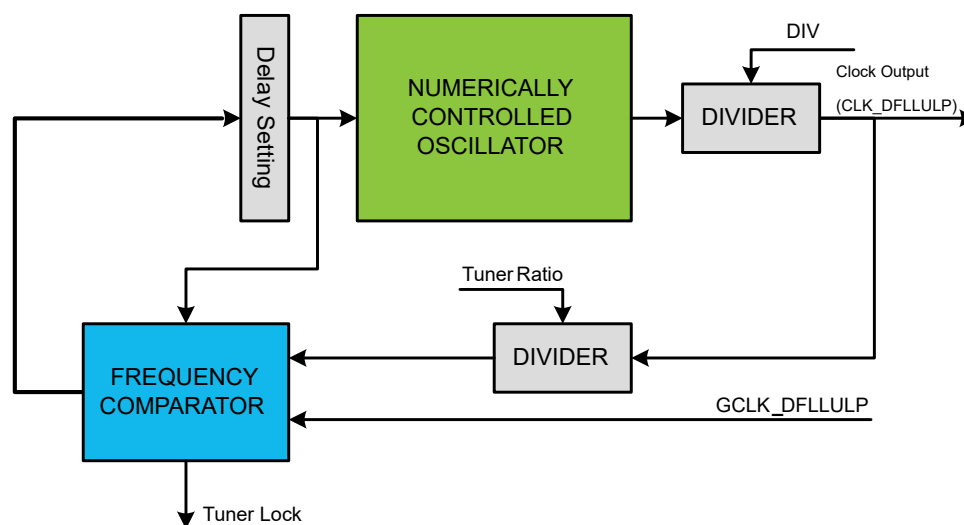 DIV
Clock Output
(CLK_DFLLULP)
Delay Setting
NUMERICALLY
CONTROLLED
OSCILLATOR
DIVIDER
Tuner Ratio
DIVIDER
FREQUENCY
COMPARATOR
GCLK_DFLLULP
Tuner Lock